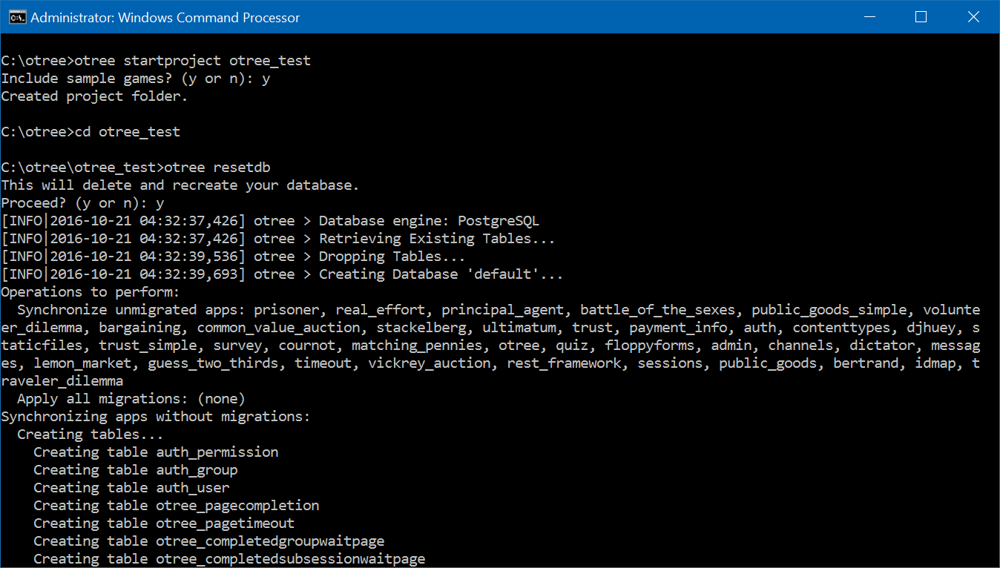 Administrator: Windows Command Processor
C:\otree>otree startproject otree_test
Include sample games? (y or n): y
Created project folder.
C:\otree>cd otree_test
C:\otree\otree_test>otree resetdb
This will delete and recreate your database.
Proceed? (y or n): y
[INFO|2016-10-21 04:32:37,426] otree > Database engine: PostgreSQL
[INFO|2016-10-21 04:32:37,426] otree > Retrieving Existing Tables...
[INFO|2016-10-21 04:32:39,536] otree > Dropping Tables...
[INFO|2016-10-21 04:32:39,693] otree > Creating Database 'default'...
Operations to perform:
  Synchronize unmigrated apps: prisoner, real_effort, principal_agent, battle_of_the_sexes, public_goods_simple, volunte
er_dilemma, bargaining, common_value_auction, stackelberg, ultimatum, trust, payment_info, auth, contenttypes, djhuey, s
taticfiles, trust_simple, survey, cournot, matching_pennies, otree, quiz, floppyforms, admin, channels, dictator, messag
es, lemon_market, guess_two_thirds, timeout, vickrey_auction, rest_framework, sessions, public_goods, bertrand, idmap, t
raveler_dilemma
  Apply all migrations: (none)
Synchronizing apps without migrations:
  Creating tables...
    Creating table auth_permission
    Creating table auth_group
    Creating table auth_user
    Creating table otree_pagecompletion
    Creating table otree_pagetimeout
    Creating table otree_completedgroupwaitpage
    Creating table otree_completedsubsessionwaitpage